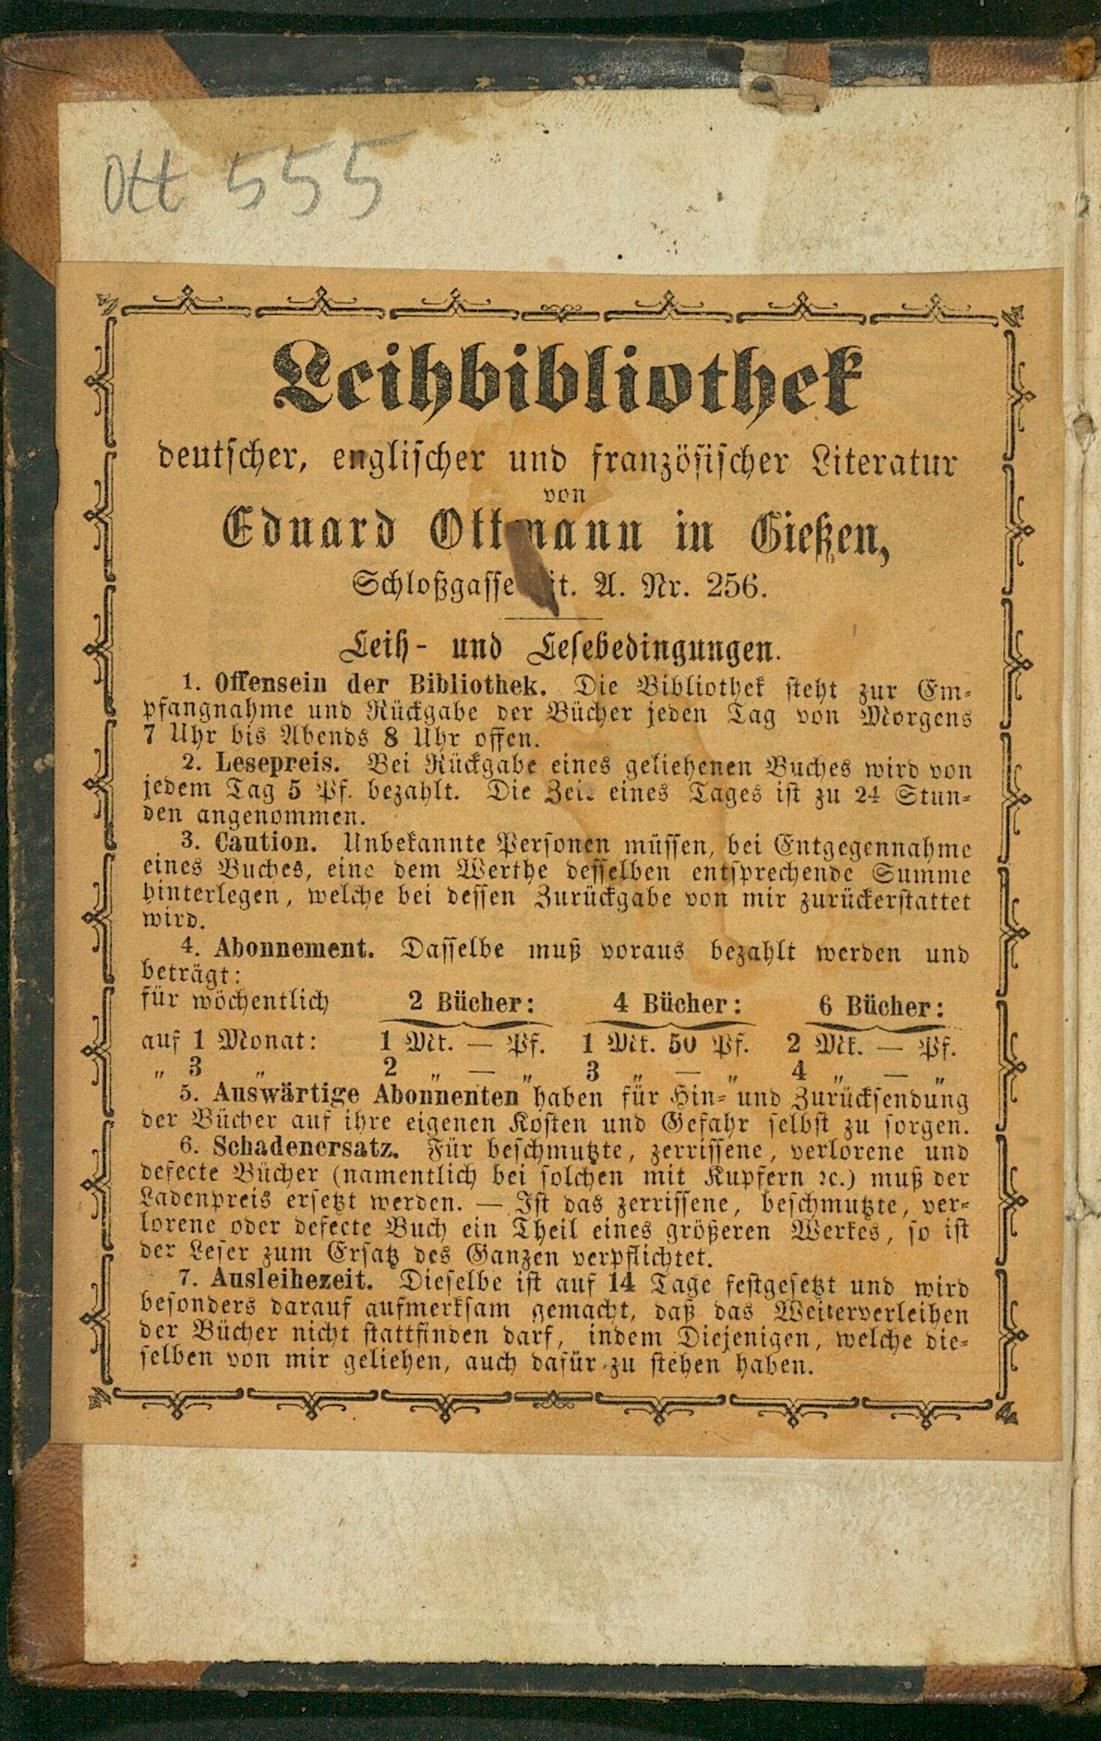 Ott 555
Leihbibliothek
deutscher, englischer und französischer Literatur
von
Eduard Ottmann in Gießen,
Schloßgasse Lit. A. Nr. 256.
Leih- und Lesebedingungen.
1. Offensein der Bibliothek. Die Bibliothek steht zur Em-
pfangnahme und Rückgabe der Bücher jeden Tag von Morgens
7 Uhr bis Abends 8 Uhr offen.
2. Lesepreis. Bei Rückgabe eines geliehenen Buches wird von
jedem Tag 5 Pf. bezahlt. Die Zeit eines Tages ist zu 24 Stun-
den angenommen.
3. Caution. Unbekannte Personen müssen, bei Entgegennahme
eines Buches, eine dem Werthe desselben entsprechende Summe
hinterlegen, welche bei dessen Zurückgabe von mir zurückerstattet
wird.
4. Abonnement. Dasselbe muß voraus bezahlt werden und
beträgt:
für wöchentlich 2 Bücher: 4 Bücher: 6 Bücher:
auf 1 Monat: 1 Mk. — Pf. 1 Mk. 50 Pf. 2 Mk. — Pf.
„ 3 „ 2 „ — „ 3 „ — „ 4 „ — „
5. Auswärtige Abonnenten haben für Hin- und Zurücksendung
der Bücher auf ihre eigenen Kosten und Gefahr selbst zu sorgen.
6. Schadenersatz. Für beschmutzte, zerrissene, verlorene und
defecte Bücher (namentlich bei solchen mit Kupfern ꝛc.) muß der
Ladenpreis ersetzt werden. — Ist das zerrissene, beschmutzte, ver-
lorene oder defecte Buch ein Theil eines größeren Werkes, so ist
der Leser zum Ersatz des Ganzen verpflichtet.
7. Ausleihezeit. Dieselbe ist auf 14 Tage festgesetzt und wird
besonders darauf aufmerksam gemacht, daß das Weiterverleihen
der Bücher nicht stattfinden darf, indem Diejenigen, welche die-
selben von mir geliehen, auch dafür zu stehen haben.